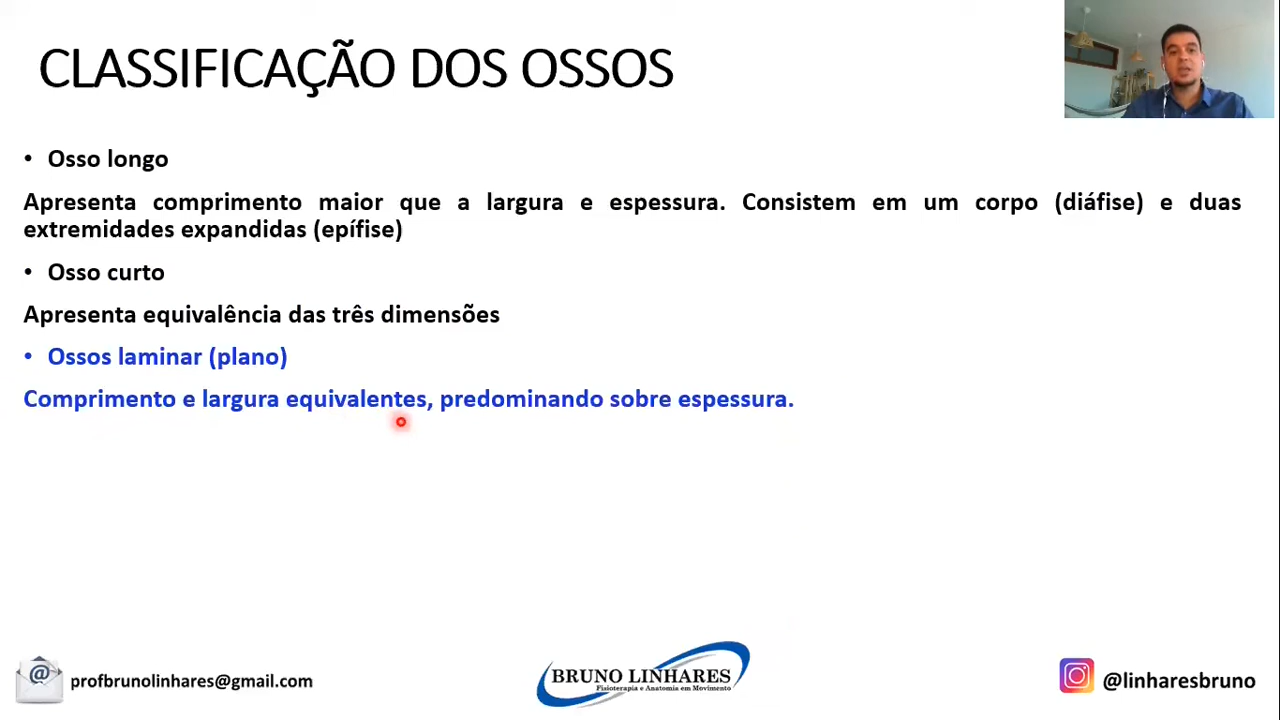 CLASSIFICAÇÃO DOS OSSOS
• Osso longo
Apresenta comprimento maior que a largura e espessura. Consistem em um corpo (diáfise) e duas
extremidades expandidas (epífise)
• Osso curto
Apresenta equivalência das três dimensões
• Ossos laminar (plano)
Comprimento e largura equivalentes, predominando sobre espessura.
@
profbrunolinhares@gmail.com
BRUNO LINHARES
Fisioterapia e Anatomia em Movimento
@linharesbruno